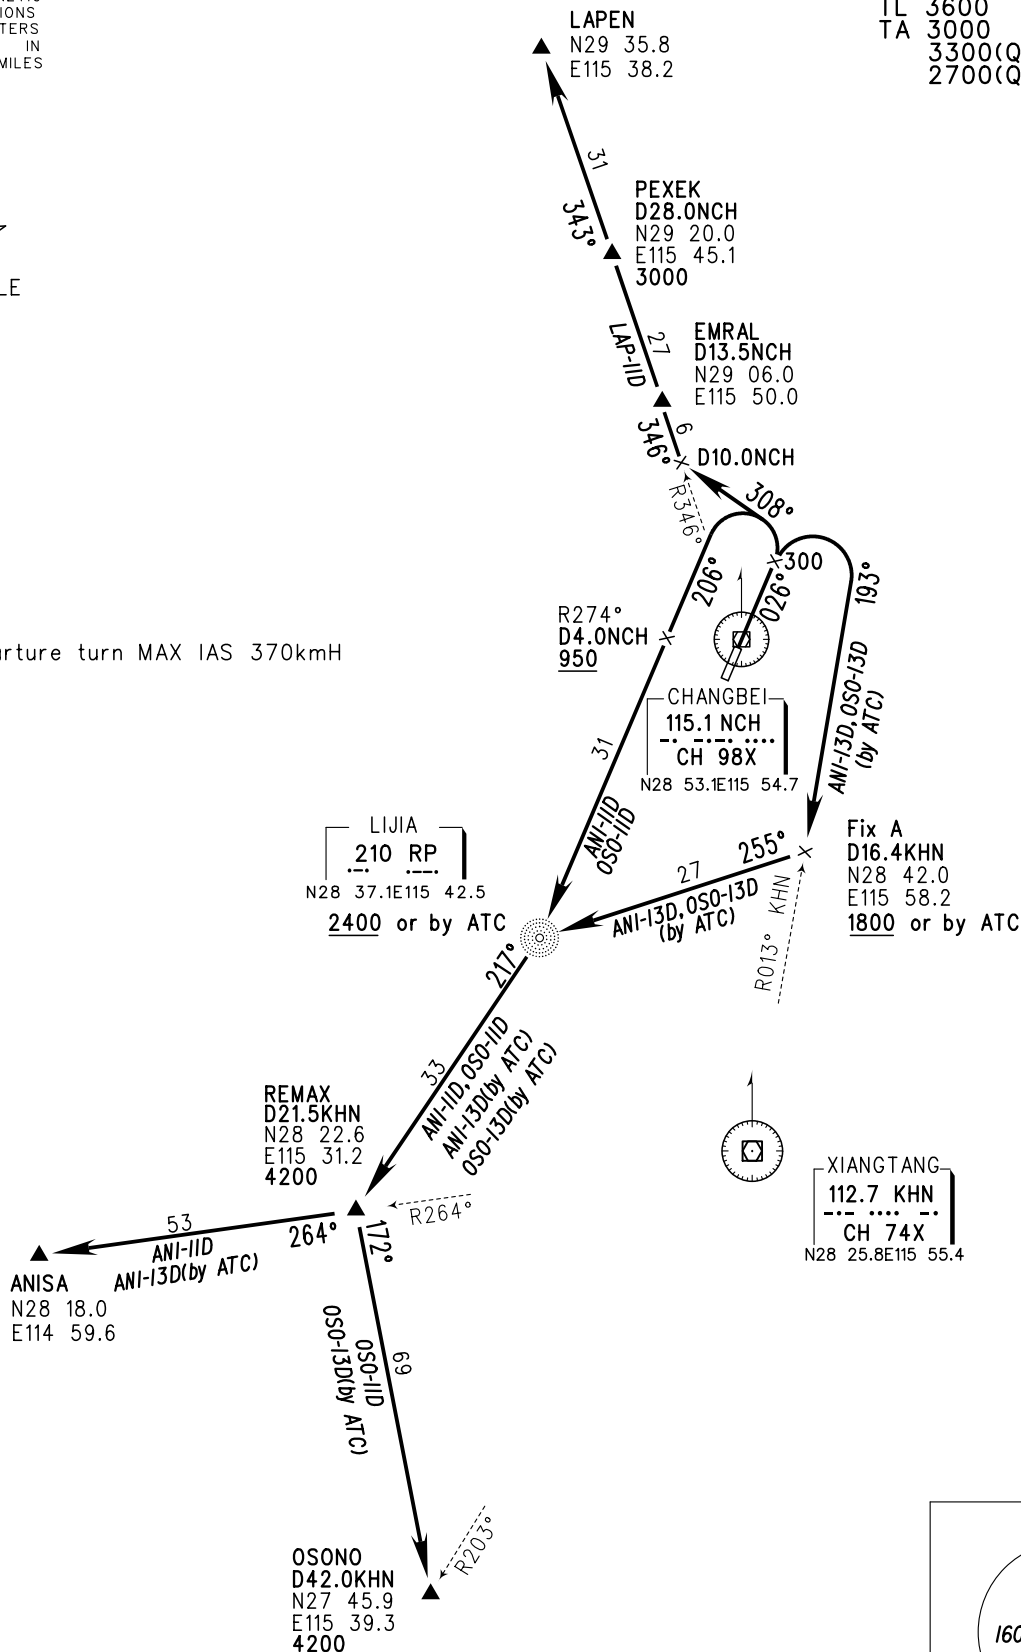 IONS
TERS
IN
MILES
TL 3600
TA 3000
3300(Q
2700(Q
LAPEN
N29 35.8
E115 38.2
31
343°
PEXEK
D28.0NCH
N29 20.0
E115 45.1
3000
LE
27
LAP-11D
EMRAL
D13.5NCH
N29 06.0
E115 50.0
6
346°
D10.0NCH
R346°
308°
300
206°
026°
193°
R274°
D4.0NCH
950
rture turn MAX IAS 370kmH
CHANGBEI
115.1 NCH
CH 98X
N28 53.1E115 54.7
ANI-13D,OSO-13D
(by ATC)
31
ANI-11D
OSO-11D
LIJIA
210 RP
N28 37.1E115 42.5
2400 or by ATC
255°
27
ANI-13D,OSO-13D
(by ATC)
Fix A
D16.4KHN
N28 42.0
E115 58.2
1800 or by ATC
R013° KHN
217°
33
ANI-11D,OSO-11D
ANI-13D(by ATC)
OSO-13D(by ATC)
REMAX
D21.5KHN
N28 22.6
E115 31.2
4200
R264°
XIANGTANG
112.7 KHN
CH 74X
N28 25.8E115 55.4
53
264°
ANI-11D
ANI-13D(by ATC)
172°
ANISA
N28 18.0
E114 59.6
69
OSO-11D
OSO-13D(by ATC)
R203°
OSONO
D42.0KHN
N27 45.9
E115 39.3
4200
160